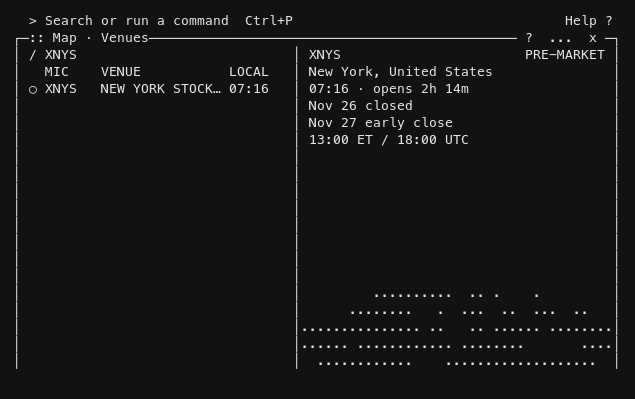 > Search or run a command  Ctrl+P  Help ?
:: Map · Venues  ?  ...  x
/ XNYS
MIC  VENUE  LOCAL
○ XNYS  NEW YORK STOCK… 07:16
XNYS  PRE-MARKET
New York, United States
07:16 · opens 2h 14m
Nov 26 closed
Nov 27 early close
13:00 ET / 18:00 UTC